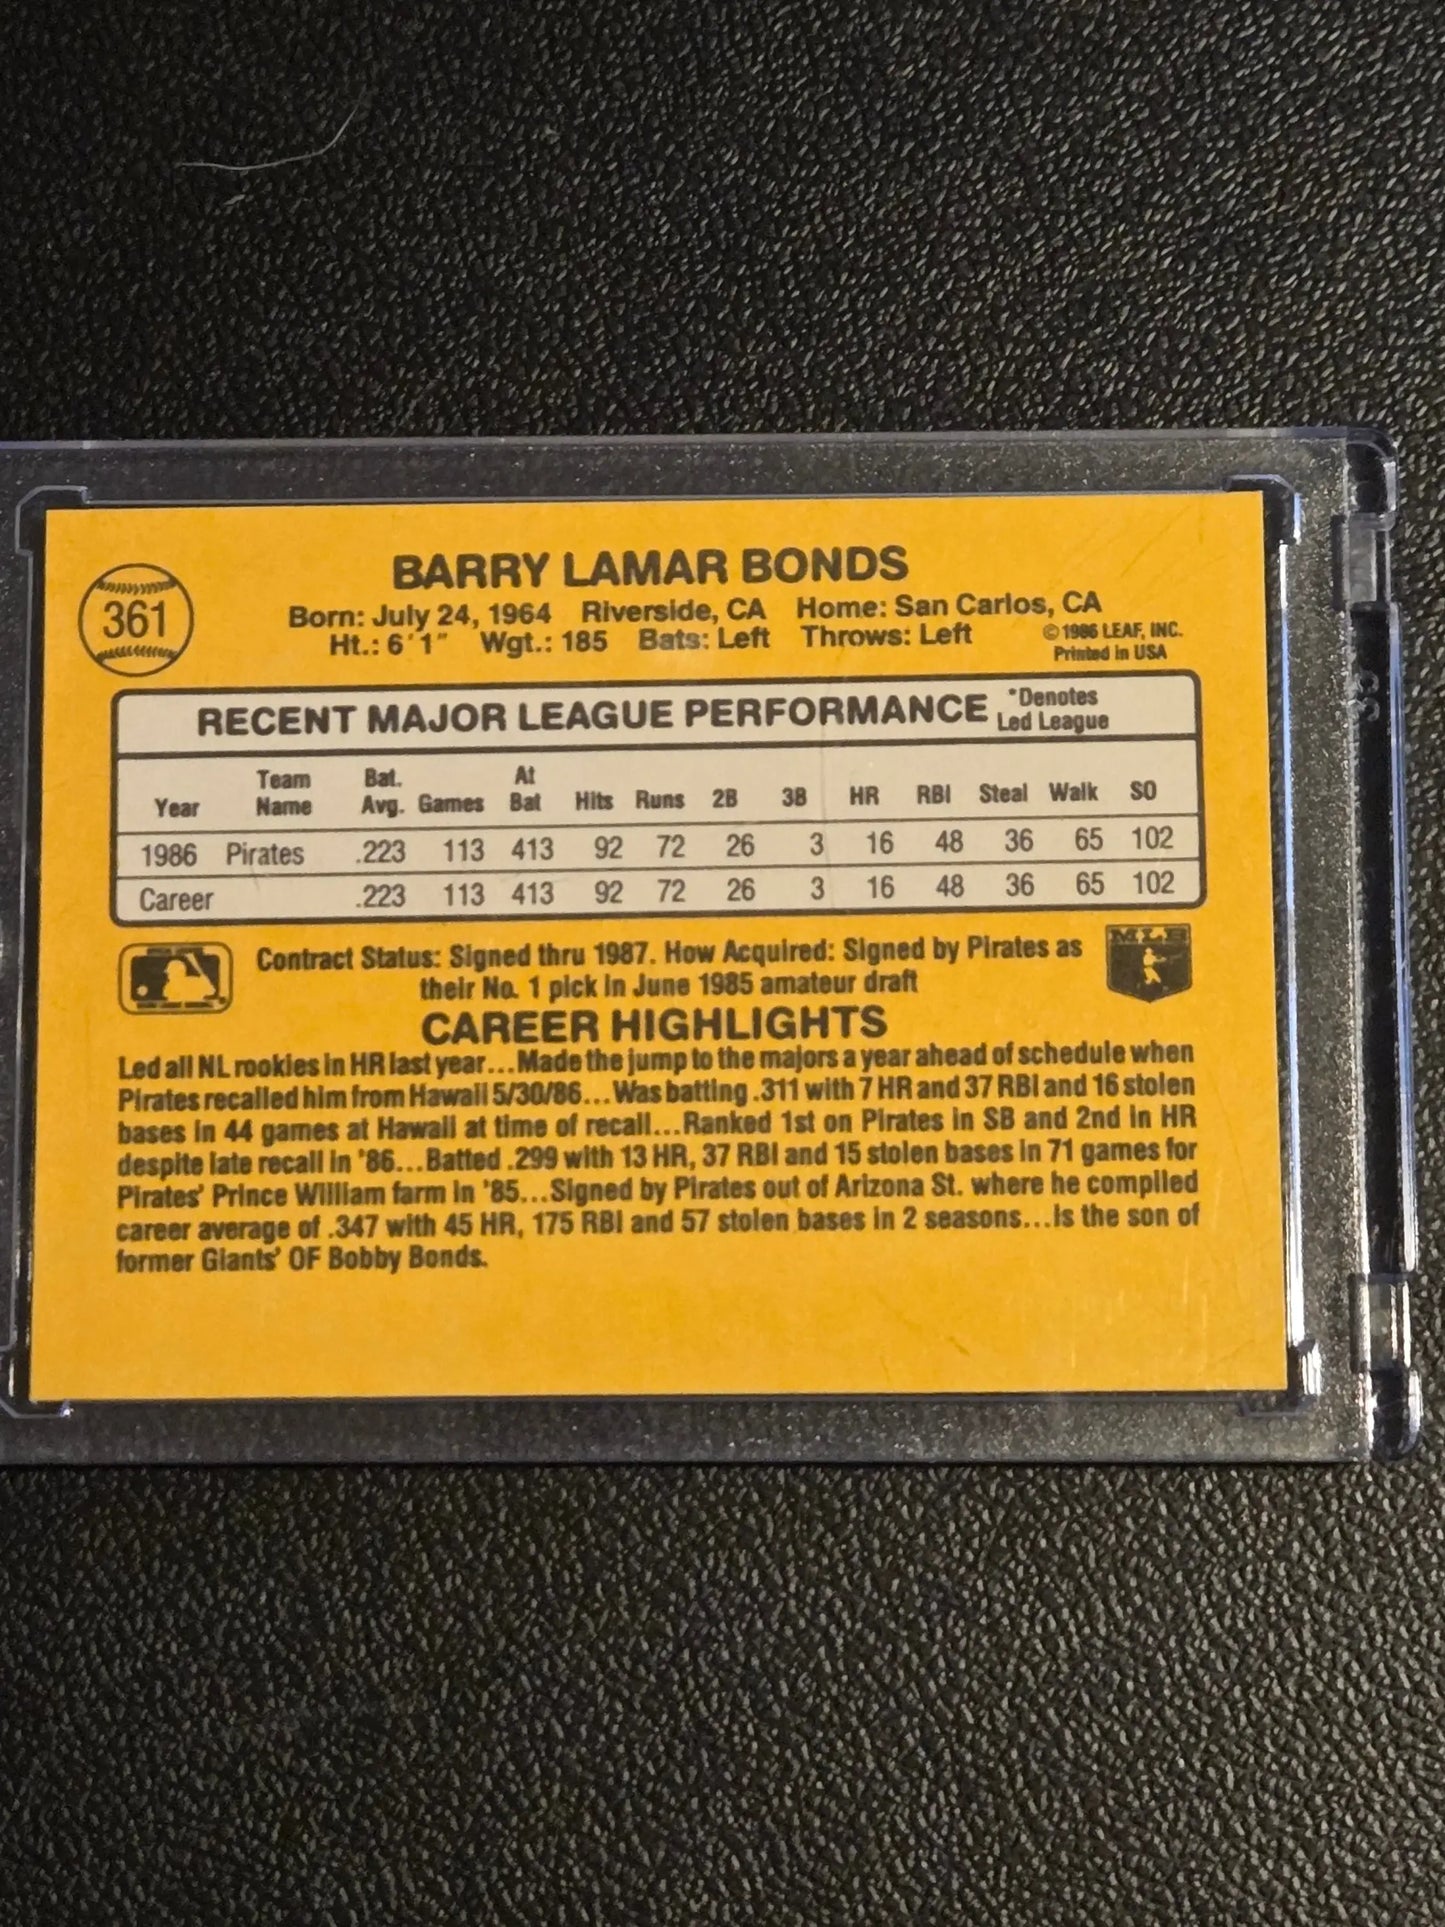 BARRY LAMAR BONDS
361
Born: July 24, 1964 Riverside, CA Home: San Carlos, CA
Ht.: 6'1" Wgt.: 185 Bats: Left Throws: Left
©1986 LEAF, INC.
Printed in USA
RECENT MAJOR LEAGUE PERFORMANCE *Denotes Led League
Year Team Name Bat. Avg. Games At Bat Hits Runs 2B 3B HR RBI Steal Walk SO
1986 Pirates .223 113 413 92 72 26 3 16 48 36 65 102
Career .223 113 413 92 72 26 3 16 48 36 65 102
Contract Status: Signed thru 1987. How Acquired: Signed by Pirates as
their No. 1 pick in June 1985 amateur draft
MLB
CAREER HIGHLIGHTS
Led all NL rookies in HR last year...Made the jump to the majors a year ahead of schedule when
Pirates recalled him from Hawaii 5/30/86...Was batting .311 with 7 HR and 37 RBI and 16 stolen
bases in 44 games at Hawaii at time of recall...Ranked 1st on Pirates in SB and 2nd in HR
despite late recall in '86...Batted .299 with 13 HR, 37 RBI and 15 stolen bases in 71 games for
Pirates' Prince William farm in '85...Signed by Pirates out of Arizona St. where he compiled
career average of .347 with 45 HR, 175 RBI and 57 stolen bases in 2 seasons...Is the son of
former Giants' OF Bobby Bonds.